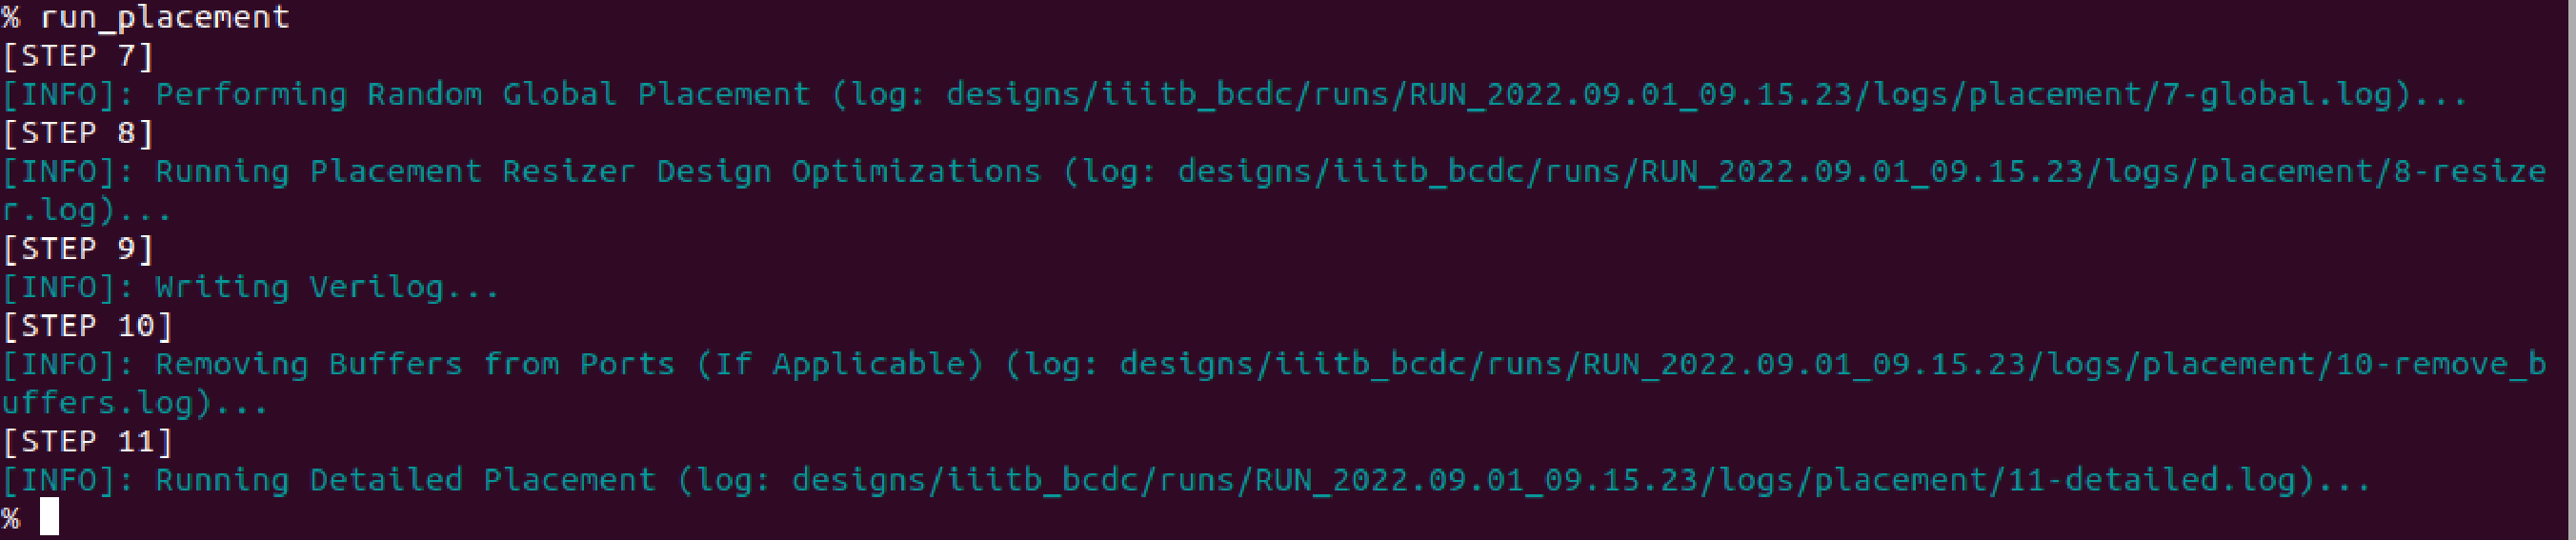 % run_placement
[STEP 7]
[INFO]: Performing Random Global Placement (log: designs/iiitb_bcdc/runs/RUN_2022.09.01_09.15.23/logs/placement/7-global.log)...
[STEP 8]
[INFO]: Running Placement Resizer Design Optimizations (log: designs/iiitb_bcdc/runs/RUN_2022.09.01_09.15.23/logs/placement/8-resize
r.log)...
[STEP 9]
[INFO]: Writing Verilog...
[STEP 10]
[INFO]: Removing Buffers from Ports (If Applicable) (log: designs/iiitb_bcdc/runs/RUN_2022.09.01_09.15.23/logs/placement/10-remove_b
uffers.log)...
[STEP 11]
[INFO]: Running Detailed Placement (log: designs/iiitb_bcdc/runs/RUN_2022.09.01_09.15.23/logs/placement/11-detailed.log)...
%